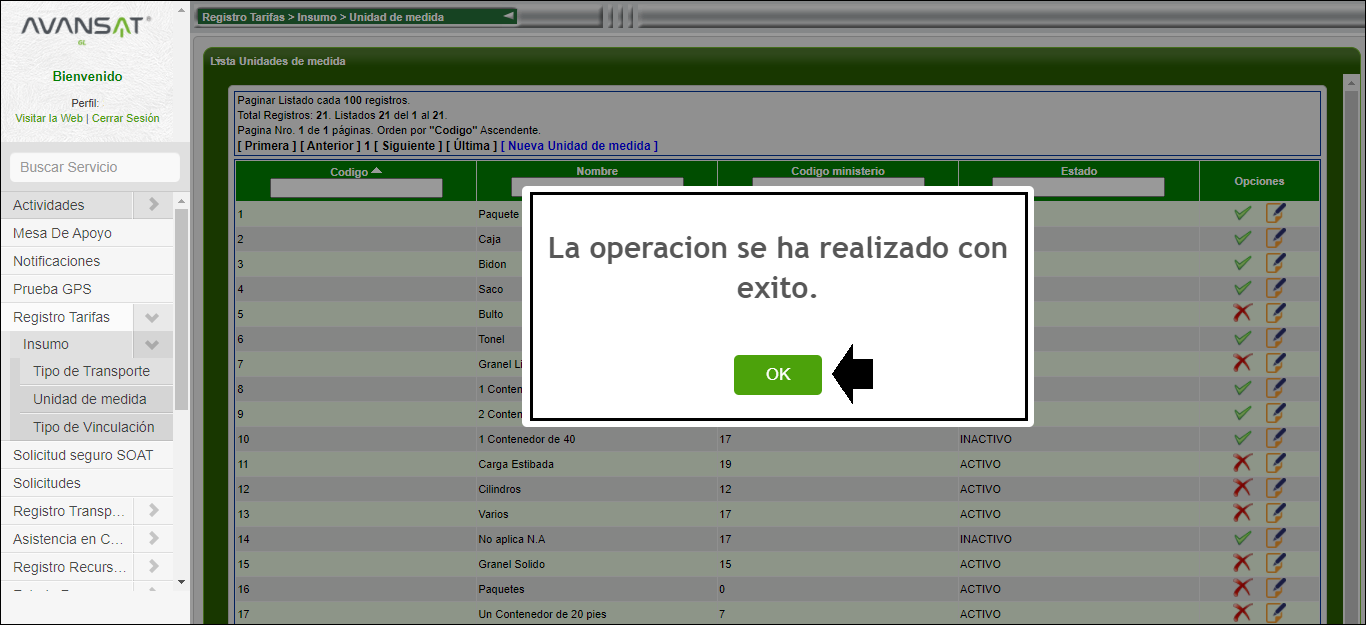 AVANSAT
GL
Bienvenido
Perfil:
Visitar la Web | Cerrar Sesión
Buscar Servicio
Actividades
Mesa De Apoyo
Notificaciones
Prueba GPS
Registro Tarifas
Insumo
Tipo de Transporte
Unidad de medida
Tipo de Vinculación
Solicitud seguro SOAT
Solicitudes
Registro Transp...
Asistencia en C...
Registro Recurs...
Registro Tarifas > Insumo > Unidad de medida
Lista Unidades de medida
Paginar Listado cada 100 registros.
Total Registros: 21. Listados 21 del 1 al 21.
Pagina Nro. 1 de 1 páginas. Orden por "Codigo" Ascendente.
[ Primera ] [ Anterior ] 1 [ Siguiente ] [ Última ] [ Nueva Unidad de medida ]
Codigo Nombre Codigo ministerio Estado Opciones
1 Paquete
2 Caja
3 Bidon
4 Saco
5 Bulto
6 Tonel
7 Granel Li
8 1 Conten
9 2 Conten
10 1 Contenedor de 40 17 INACTIVO
11 Carga Estibada 19 ACTIVO
12 Cilindros 12 ACTIVO
13 Varios 17 ACTIVO
14 No aplica N.A 17 INACTIVO
15 Granel Solido 15 ACTIVO
16 Paquetes 0 ACTIVO
17 Un Contenedor de 20 pies 7 ACTIVO
La operacion se ha realizado con
exito.
OK